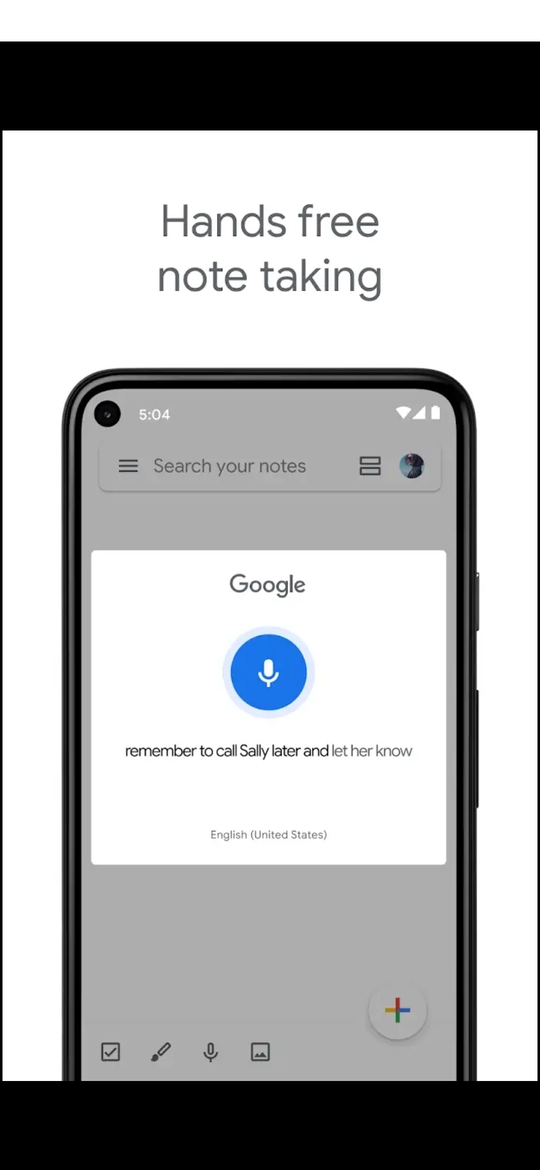 Hands free
note taking
5:04
Search your notes
Google
remember to call Sally later and let her know
English (United States)